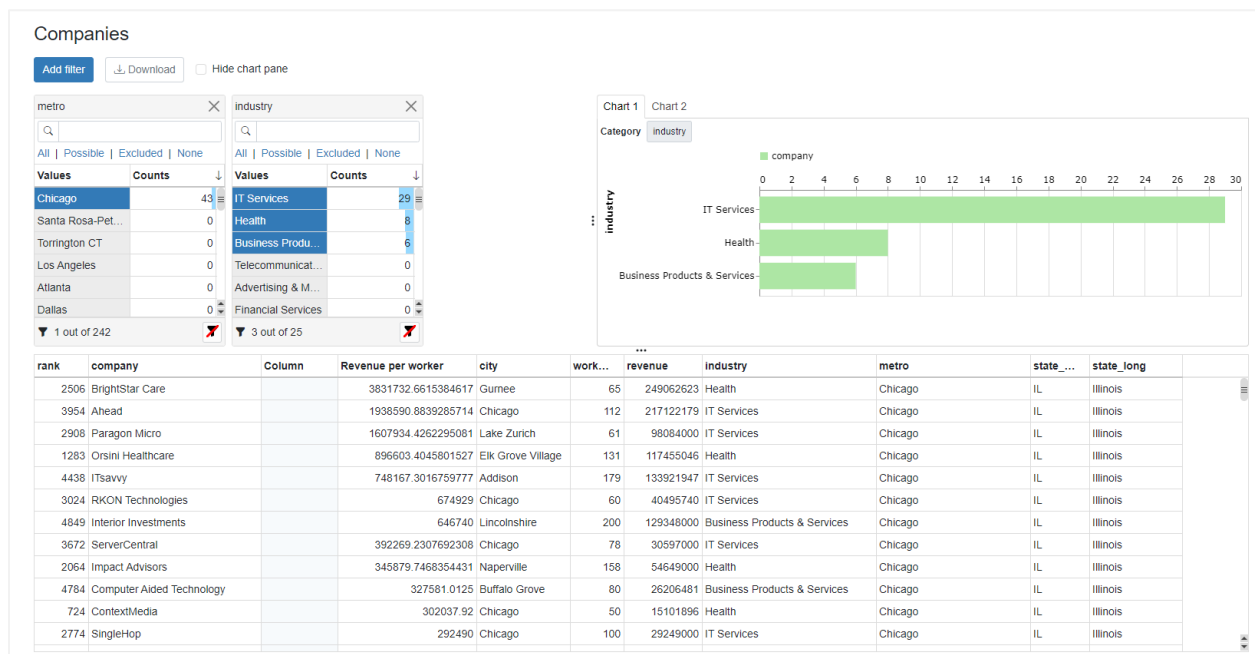 Companies
Add filter Download Hide chart pane
metro industry
All | Possible | Excluded | None All | Possible | Excluded | None
Values Counts Values Counts
Chicago 43 IT Services 29
Santa Rosa-Pet... 0 Health 8
Torrington CT 0 Business Produ... 6
Los Angeles 0 Telecommunicat... 0
Atlanta 0 Advertising & M... 0
Dallas 0 Financial Services 0
1 out of 242 3 out of 25
Chart 1 Chart 2
Category industry
company
0 2 4 6 8 10 12 14 16 18 20 22 24 26 28 30
industry
IT Services
Health
Business Products & Services
rank company Column Revenue per worker city work... revenue industry metro state_... state_long
2506 BrightStar Care 3831732.6615384617 Gurnee 65 249062623 Health Chicago IL Illinois
3954 Ahead 1938590.8839285714 Chicago 112 217122179 IT Services Chicago IL Illinois
2908 Paragon Micro 1607934.4262295081 Lake Zurich 61 98084000 IT Services Chicago IL Illinois
1283 Orsini Healthcare 896603.4045801527 Elk Grove Village 131 117455046 Health Chicago IL Illinois
4438 ITsavvy 748167.3016759777 Addison 179 133921947 IT Services Chicago IL Illinois
3024 RKON Technologies 674929 Chicago 60 40495740 IT Services Chicago IL Illinois
4849 Interior Investments 646740 Lincolnshire 200 129348000 Business Products & Services Chicago IL Illinois
3672 ServerCentral 392269.2307692308 Chicago 78 30597000 IT Services Chicago IL Illinois
2064 Impact Advisors 345879.7468354431 Naperville 158 54649000 Health Chicago IL Illinois
4784 Computer Aided Technology 327581.0125 Buffalo Grove 80 26206481 Business Products & Services Chicago IL Illinois
724 ContextMedia 302037.92 Chicago 50 15101896 Health Chicago IL Illinois
2774 SingleHop 292490 Chicago 100 29249000 IT Services Chicago IL Illinois